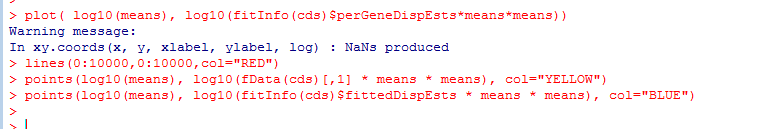 > plot( log10(means), log10(fitInfo(cds)$perGeneDispEsts*means*means))
Warning message:
In xy.coords(x, y, xlabel, ylabel, log) : NaNs produced
> lines(0:10000,0:10000,col="RED")
> points(log10(means), log10(fData(cds)[,1] * means * means), col="YELLOW")
> points(log10(means), log10(fitInfo(cds)$fittedDispEsts * means * means), col="BLUE")
>
> |